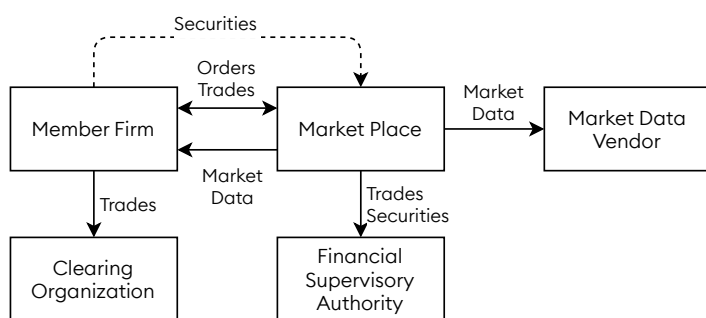 Securities
Orders
Trades
Member Firm
Market Place
Market
Data
Market Data
Vendor
Market
Data
Trades
Trades
Securities
Clearing
Organization
Financial
Supervisory
Authority